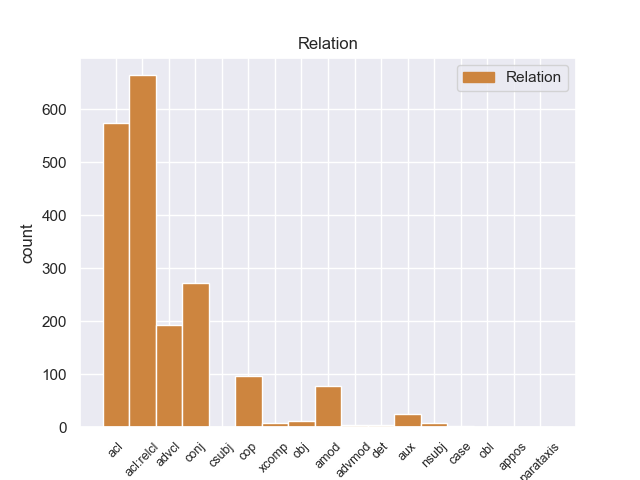 Relation
Relation
600
500
400
300
200
100
0
count
acl
acl:relcl
advcl
conj
csubj
cop
xcomp
obj
amod
advmod
det
aux
nsubj
case
obl
appos
parataxis